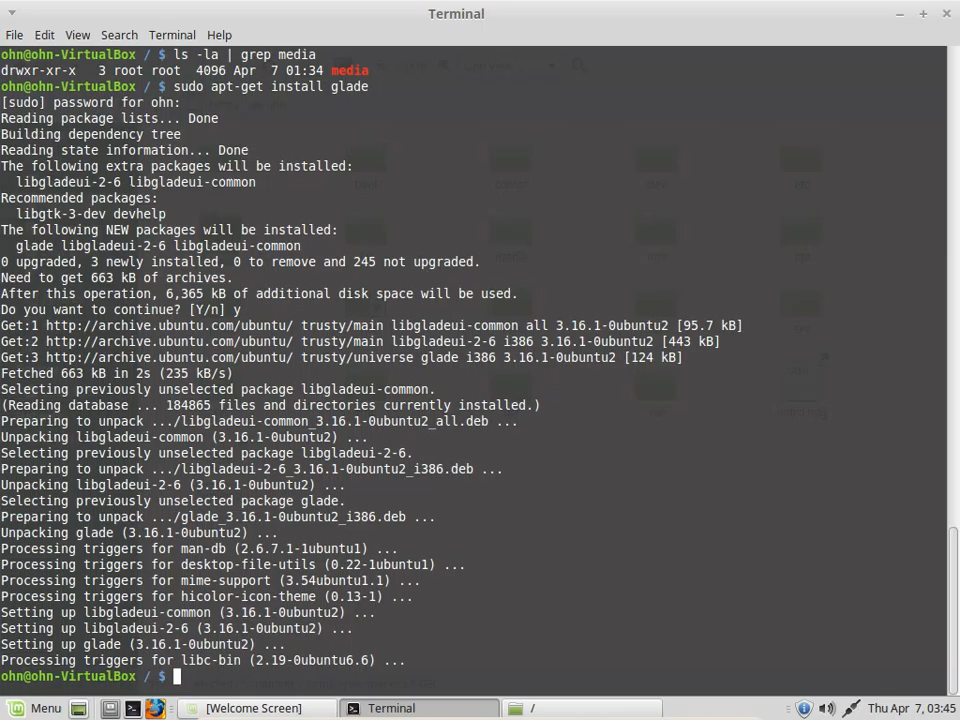 Terminal
File Edit View Search Terminal Help
ohn@ohn-VirtualBox / $ ls -la | grep media
drwxr-xr-x   3 root root  4096 Apr  7 01:34 media
ohn@ohn-VirtualBox / $ sudo apt-get install glade
[sudo] password for ohn:
Reading package lists... Done
Building dependency tree
Reading state information... Done
The following extra packages will be installed:
  libgladeui-2-6 libgladeui-common
Recommended packages:
  libgtk-3-dev devhelp
The following NEW packages will be installed:
  glade libgladeui-2-6 libgladeui-common
0 upgraded, 3 newly installed, 0 to remove and 245 not upgraded.
Need to get 663 kB of archives.
After this operation, 6,365 kB of additional disk space will be used.
Do you want to continue? [Y/n] y
Get:1 http://archive.ubuntu.com/ubuntu/ trusty/main libgladeui-common all 3.16.1-0ubuntu2 [95.7 kB]
Get:2 http://archive.ubuntu.com/ubuntu/ trusty/main libgladeui-2-6 i386 3.16.1-0ubuntu2 [443 kB]
Get:3 http://archive.ubuntu.com/ubuntu/ trusty/universe glade i386 3.16.1-0ubuntu2 [124 kB]
Fetched 663 kB in 2s (235 kB/s)
Selecting previously unselected package libgladeui-common.
(Reading database ... 184865 files and directories currently installed.)
Preparing to unpack .../libgladeui-common_3.16.1-0ubuntu2_all.deb ...
Unpacking libgladeui-common (3.16.1-0ubuntu2) ...
Selecting previously unselected package libgladeui-2-6.
Preparing to unpack .../libgladeui-2-6_3.16.1-0ubuntu2_i386.deb ...
Unpacking libgladeui-2-6 (3.16.1-0ubuntu2) ...
Selecting previously unselected package glade.
Preparing to unpack .../glade_3.16.1-0ubuntu2_i386.deb ...
Unpacking glade (3.16.1-0ubuntu2) ...
Processing triggers for man-db (2.6.7.1-1ubuntu1) ...
Processing triggers for desktop-file-utils (0.22-1ubuntu1) ...
Processing triggers for mime-support (3.54ubuntu1.1) ...
Processing triggers for hicolor-icon-theme (0.13-1) ...
Setting up libgladeui-common (3.16.1-0ubuntu2) ...
Setting up libgladeui-2-6 (3.16.1-0ubuntu2) ...
Setting up glade (3.16.1-0ubuntu2) ...
Processing triggers for libc-bin (2.19-0ubuntu6.6) ...
ohn@ohn-VirtualBox / $
Menu [Welcome Screen] Terminal / Thu Apr 7, 03:45